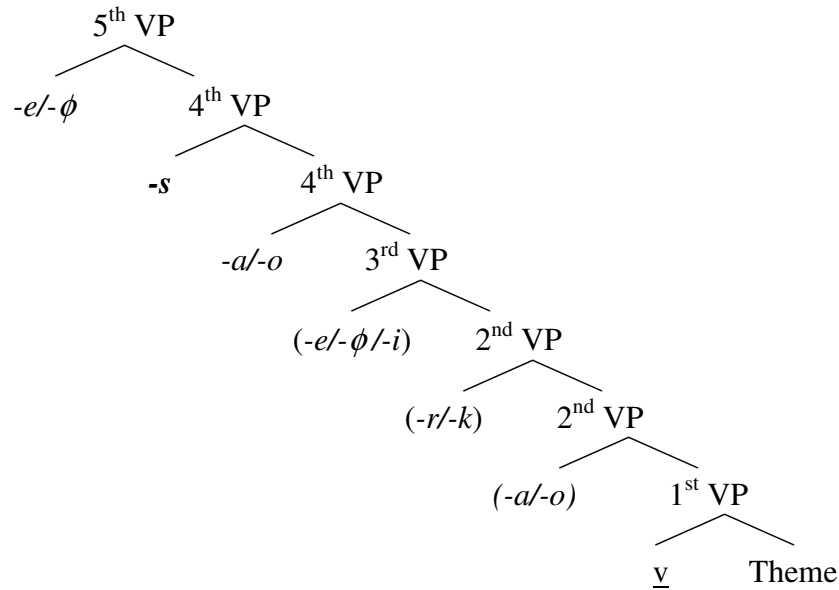 5th VP
-e/-ϕ 4th VP
-s 4th VP
-a/-o 3rd VP
(-e/-ϕ/-i) 2nd VP
(-r/-k) 2nd VP
(-a/-o) 1st VP
v Theme